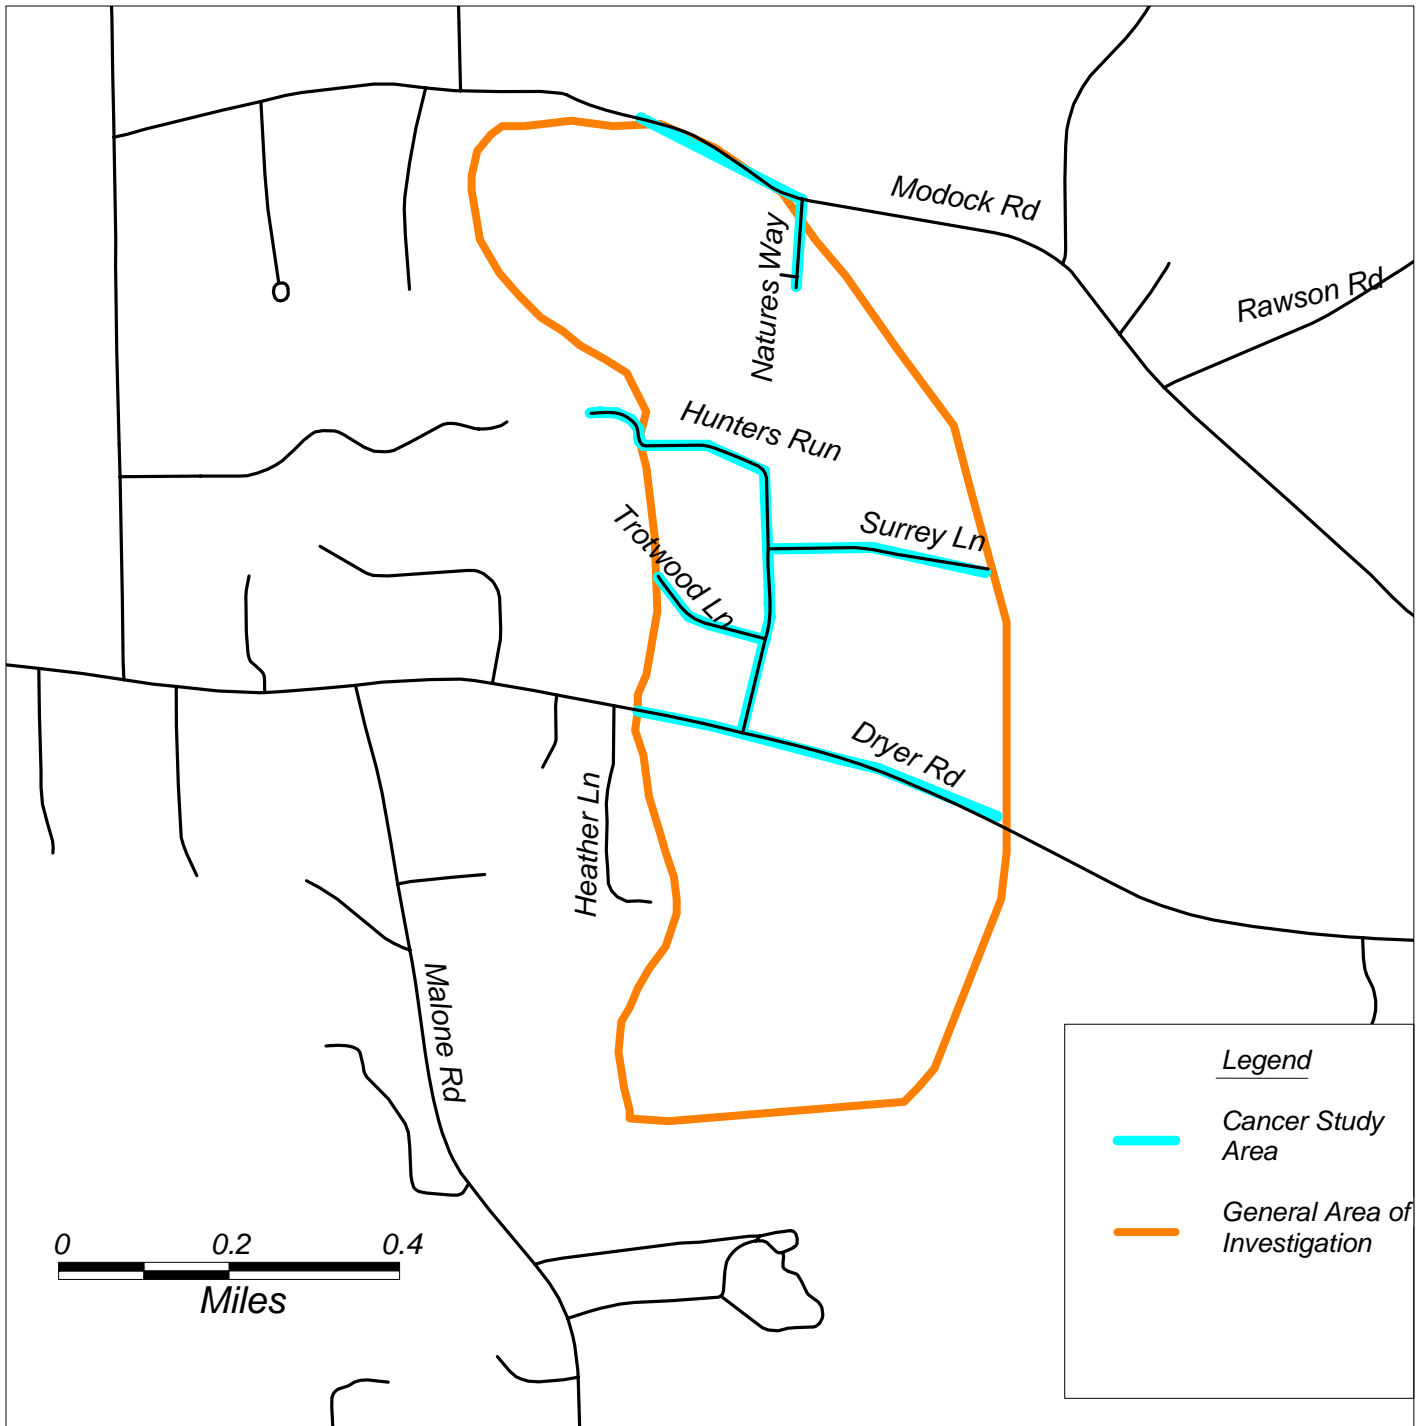 Modock Rd
Rawson Rd
Natures Way
Hunters Run
Surrey Ln
Trotwood Ln
Dryer Rd
Heather Ln
Malone Rd
Legend
Cancer Study
Area
General Area of
Investigation
0 0.2 0.4
Miles